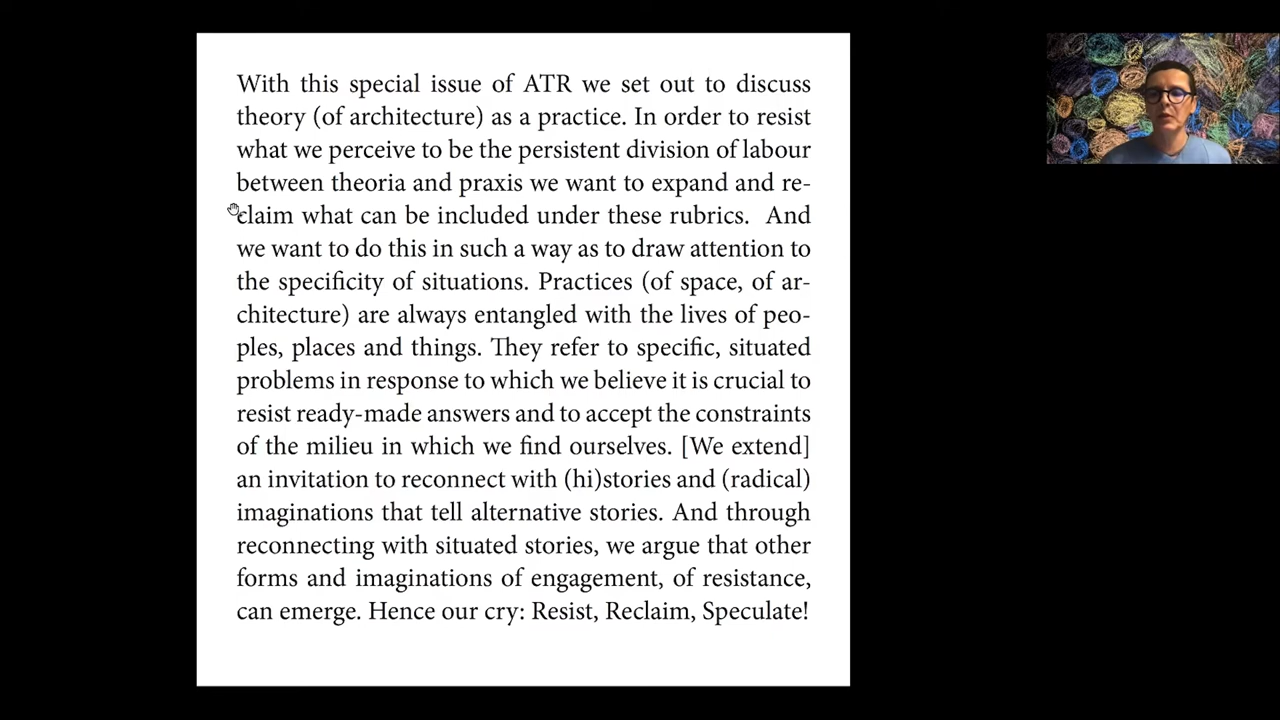 With this special issue of ATR we set out to discuss
theory (of architecture) as a practice. In order to resist
what we perceive to be the persistent division of labour
between theoria and praxis we want to expand and re-
claim what can be included under these rubrics.  And
we want to do this in such a way as to draw attention to
the specificity of situations. Practices (of space, of ar-
chitecture) are always entangled with the lives of peo-
ples, places and things. They refer to specific, situated
problems in response to which we believe it is crucial to
resist ready-made answers and to accept the constraints
of the milieu in which we find ourselves. [We extend]
an invitation to reconnect with (hi)stories and (radical)
imaginations that tell alternative stories. And through
reconnecting with situated stories, we argue that other
forms and imaginations of engagement, of resistance,
can emerge. Hence our cry: Resist, Reclaim, Speculate!